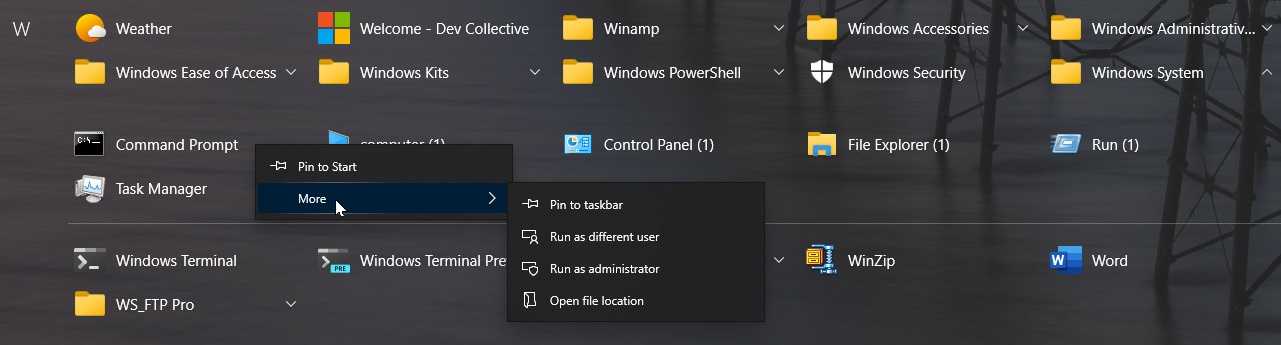 W
Weather
Welcome - Dev Collective
Winamp
Windows Accessories
Windows Administrativ...
Windows Ease of Access
Windows Kits
Windows PowerShell
Windows Security
Windows System
Command Prompt
computer (1)
Control Panel (1)
File Explorer (1)
Run (1)
Pin to Start
Task Manager
More
Pin to taskbar
Run as different user
Run as administrator
Open file location
Windows Terminal
PRE
Windows Terminal Pre
WinZip
W
Word
WS_FTP Pro